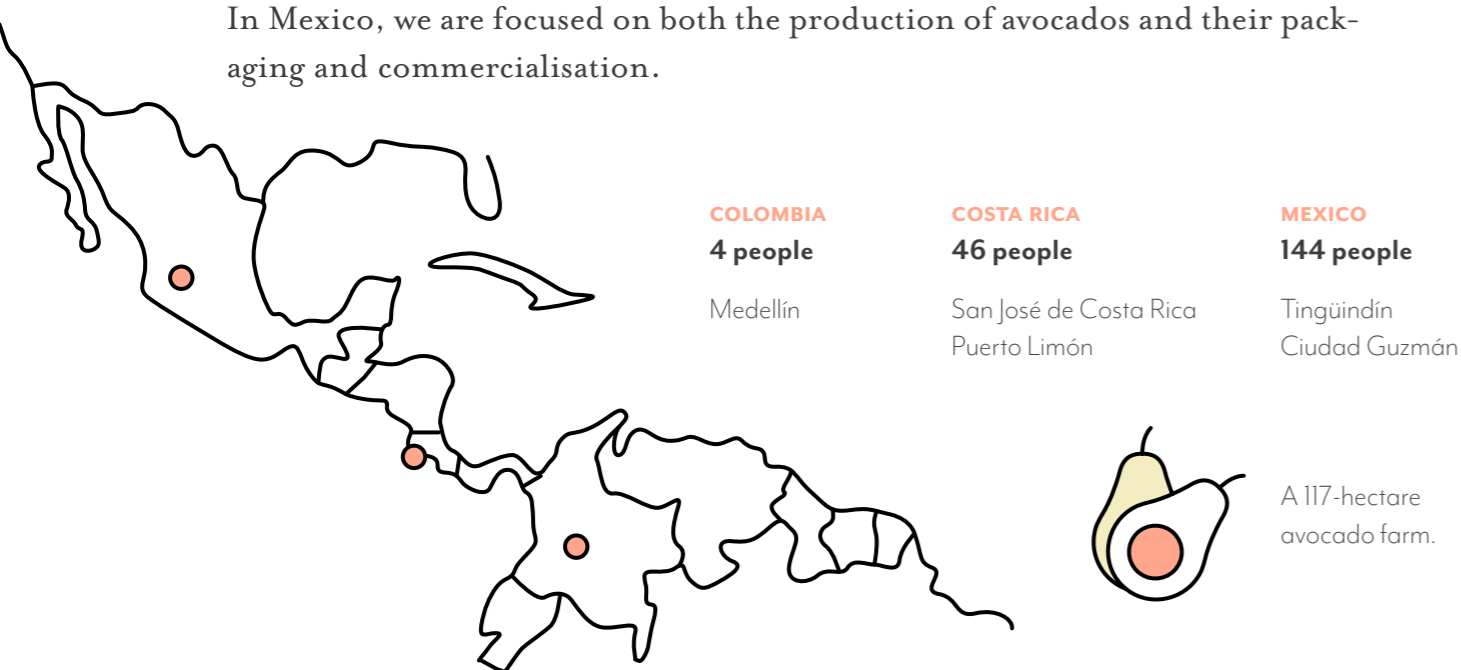 In Mexico, we are focused on both the production of avocados and their pack-
aging and commercialisation.
COLOMBIA
4 people
Medellín
COSTA RICA
46 people
San José de Costa Rica
Puerto Limón
MEXICO
144 people
Tingüindín
Ciudad Guzmán
A 117-hectare
avocado farm.